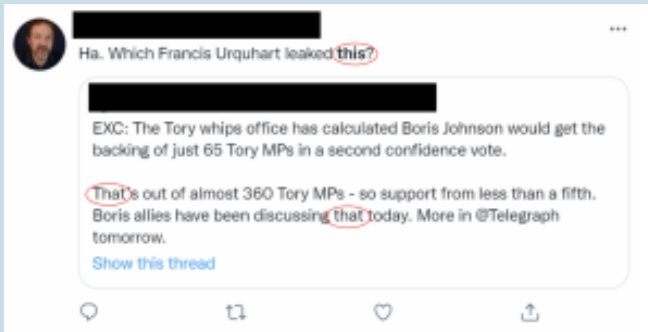 Ha. Which Francis Urquhart leaked this?
EXC: The Tory whips office has calculated Boris Johnson would get the
backing of just 65 Tory MPs in a second confidence vote.
That's out of almost 360 Tory MPs - so support from less than a fifth.
Boris allies have been discussing that today. More in @Telegraph
tomorrow.
Show this thread